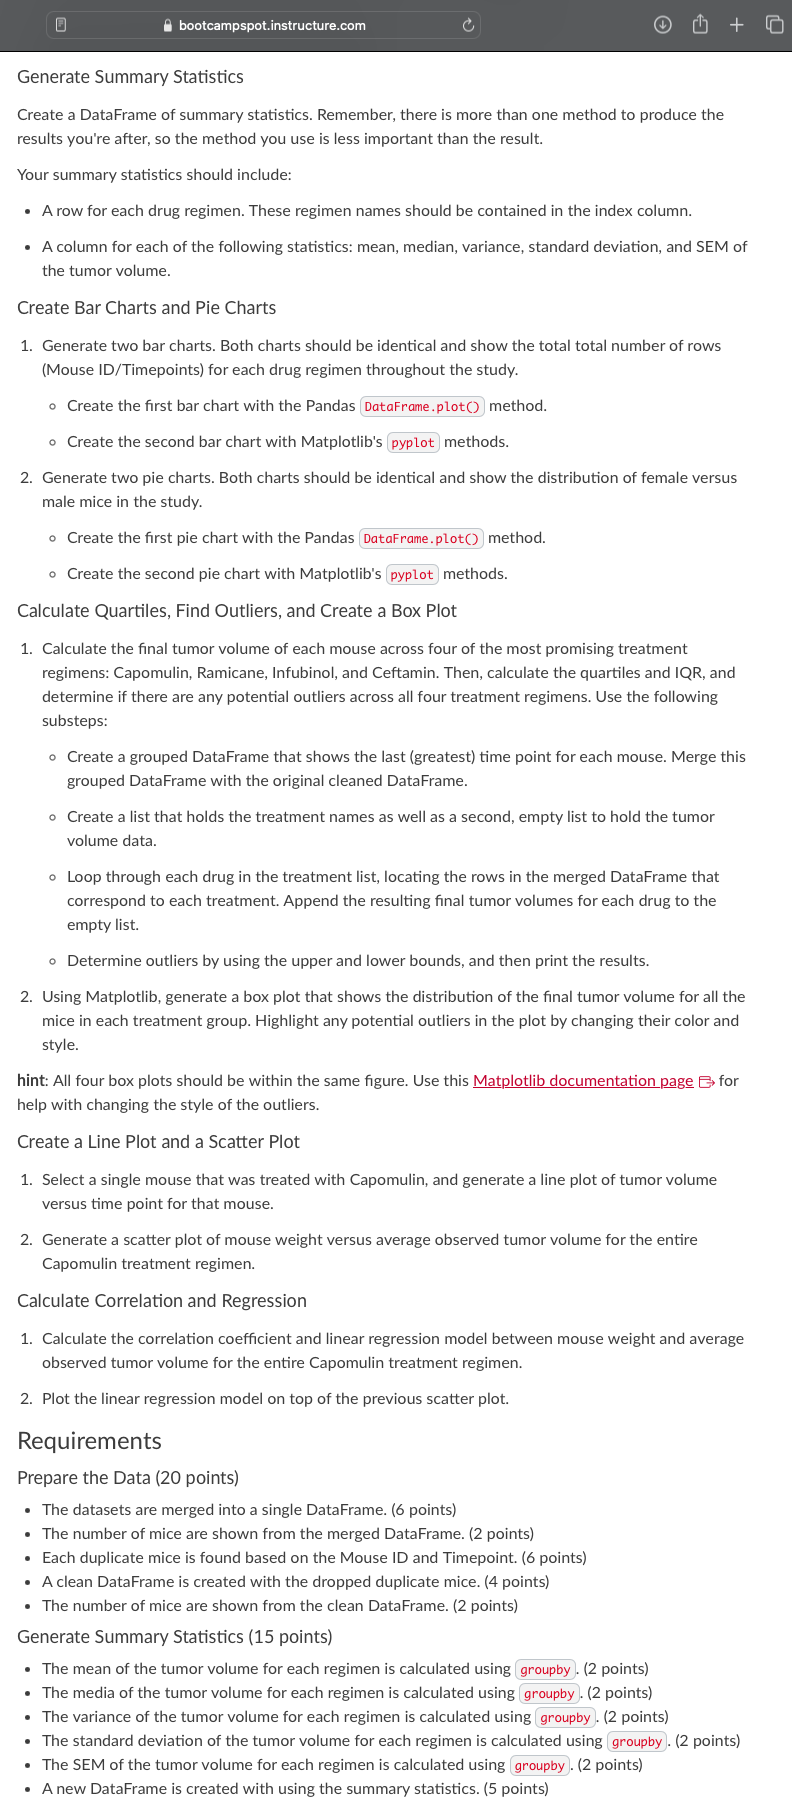 bootcampspot.instructure.com
Generate Summary Statistics
Create a DataFrame of summary statistics. Remember, there is more than one method to produce the
results you're after, so the method you use is less important than the result.
Your summary statistics should include:
• A row for each drug regimen. These regimen names should be contained in the index column.
• A column for each of the following statistics: mean, median, variance, standard deviation, and SEM of
the tumor volume.
Create Bar Charts and Pie Charts
1. Generate two bar charts. Both charts should be identical and show the total total number of rows
(Mouse ID/Timepoints) for each drug regimen throughout the study.
◦ Create the first bar chart with the Pandas DataFrame.plot() method.
◦ Create the second bar chart with Matplotlib's pyplot methods.
2. Generate two pie charts. Both charts should be identical and show the distribution of female versus
male mice in the study.
◦ Create the first pie chart with the Pandas DataFrame.plot() method.
◦ Create the second pie chart with Matplotlib's pyplot methods.
Calculate Quartiles, Find Outliers, and Create a Box Plot
1. Calculate the final tumor volume of each mouse across four of the most promising treatment
regimens: Capomulin, Ramicane, Infubinol, and Ceftamin. Then, calculate the quartiles and IQR, and
determine if there are any potential outliers across all four treatment regimens. Use the following
substeps:
◦ Create a grouped DataFrame that shows the last (greatest) time point for each mouse. Merge this
grouped DataFrame with the original cleaned DataFrame.
◦ Create a list that holds the treatment names as well as a second, empty list to hold the tumor
volume data.
◦ Loop through each drug in the treatment list, locating the rows in the merged DataFrame that
correspond to each treatment. Append the resulting final tumor volumes for each drug to the
empty list.
◦ Determine outliers by using the upper and lower bounds, and then print the results.
2. Using Matplotlib, generate a box plot that shows the distribution of the final tumor volume for all the
mice in each treatment group. Highlight any potential outliers in the plot by changing their color and
style.
hint: All four box plots should be within the same figure. Use this Matplotlib documentation page for
help with changing the style of the outliers.
Create a Line Plot and a Scatter Plot
1. Select a single mouse that was treated with Capomulin, and generate a line plot of tumor volume
versus time point for that mouse.
2. Generate a scatter plot of mouse weight versus average observed tumor volume for the entire
Capomulin treatment regimen.
Calculate Correlation and Regression
1. Calculate the correlation coefficient and linear regression model between mouse weight and average
observed tumor volume for the entire Capomulin treatment regimen.
2. Plot the linear regression model on top of the previous scatter plot.
Requirements
Prepare the Data (20 points)
• The datasets are merged into a single DataFrame. (6 points)
• The number of mice are shown from the merged DataFrame. (2 points)
• Each duplicate mice is found based on the Mouse ID and Timepoint. (6 points)
• A clean DataFrame is created with the dropped duplicate mice. (4 points)
• The number of mice are shown from the clean DataFrame. (2 points)
Generate Summary Statistics (15 points)
• The mean of the tumor volume for each regimen is calculated using groupby. (2 points)
• The media of the tumor volume for each regimen is calculated using groupby. (2 points)
• The variance of the tumor volume for each regimen is calculated using groupby. (2 points)
• The standard deviation of the tumor volume for each regimen is calculated using groupby. (2 points)
• The SEM of the tumor volume for each regimen is calculated using groupby. (2 points)
• A new DataFrame is created with using the summary statistics. (5 points)